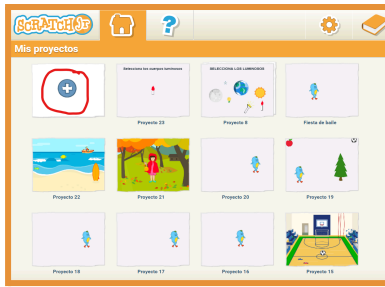 SCRATCHJR
?
Mis proyectos
Selecciona los cuerpos luminosos
SELECCIONA LOS LUMINOSOS
Proyecto 23
Proyecto 8
Fiesta de baile
Proyecto 22
Proyecto 21
Proyecto 20
Proyecto 19
Proyecto 18
Proyecto 17
Proyecto 16
Proyecto 15